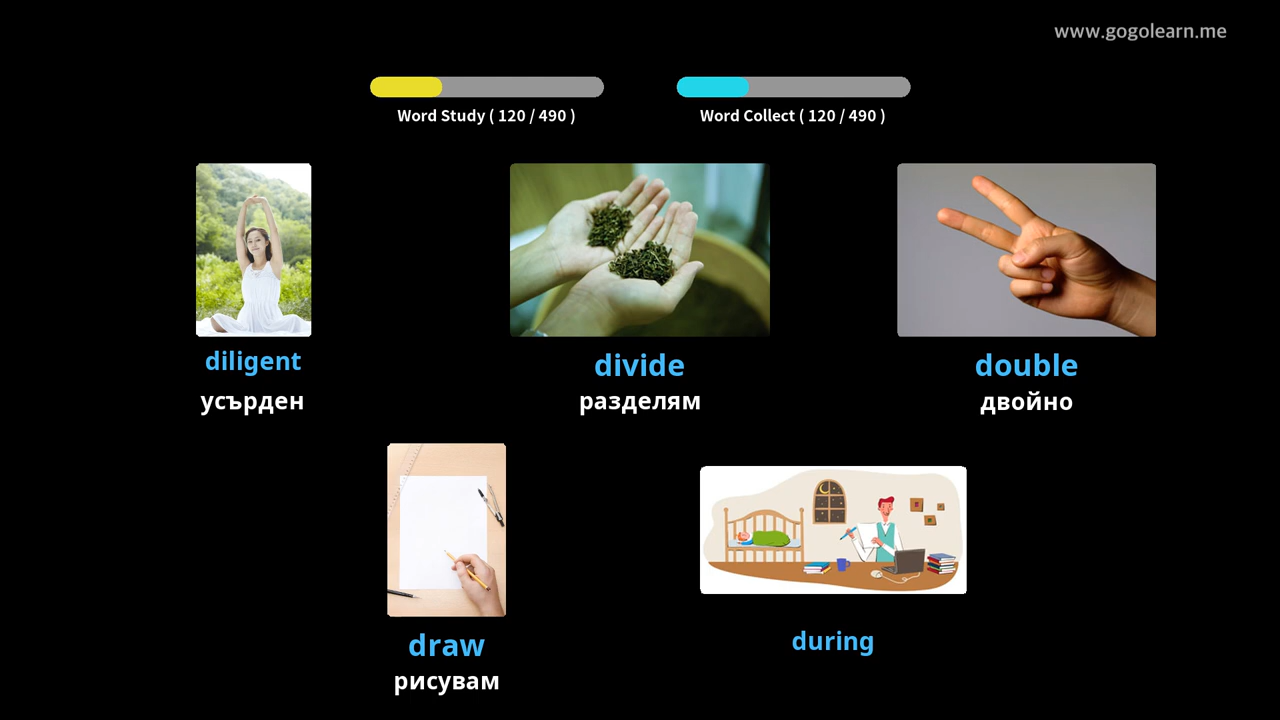 www.gogolearn.me
Word Study ( 120 / 490 )
Word Collect ( 120 / 490 )
diligent
усърден
divide
разделям
double
двойно
draw
рисувам
during